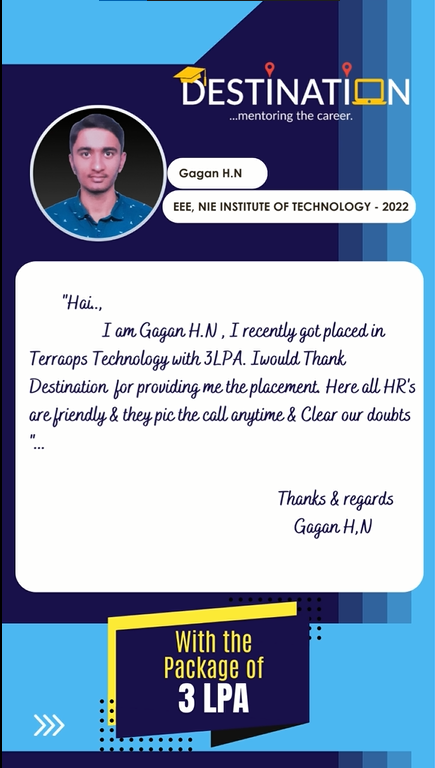 DESTINATION
...mentoring the career.
Gagan H.N
EEE, NIE INSTITUTE OF TECHNOLOGY - 2022
"Hai..,
I am Gagan H.N , I recently got placed in
Terraops Technology with 3LPA. Iwould Thank
Destination for providing me the placement. Here all HR's
are friendly & they pic the call anytime & Clear our doubts
"...
Thanks & regards
Gagan H,N
With the
Package of
3 LPA